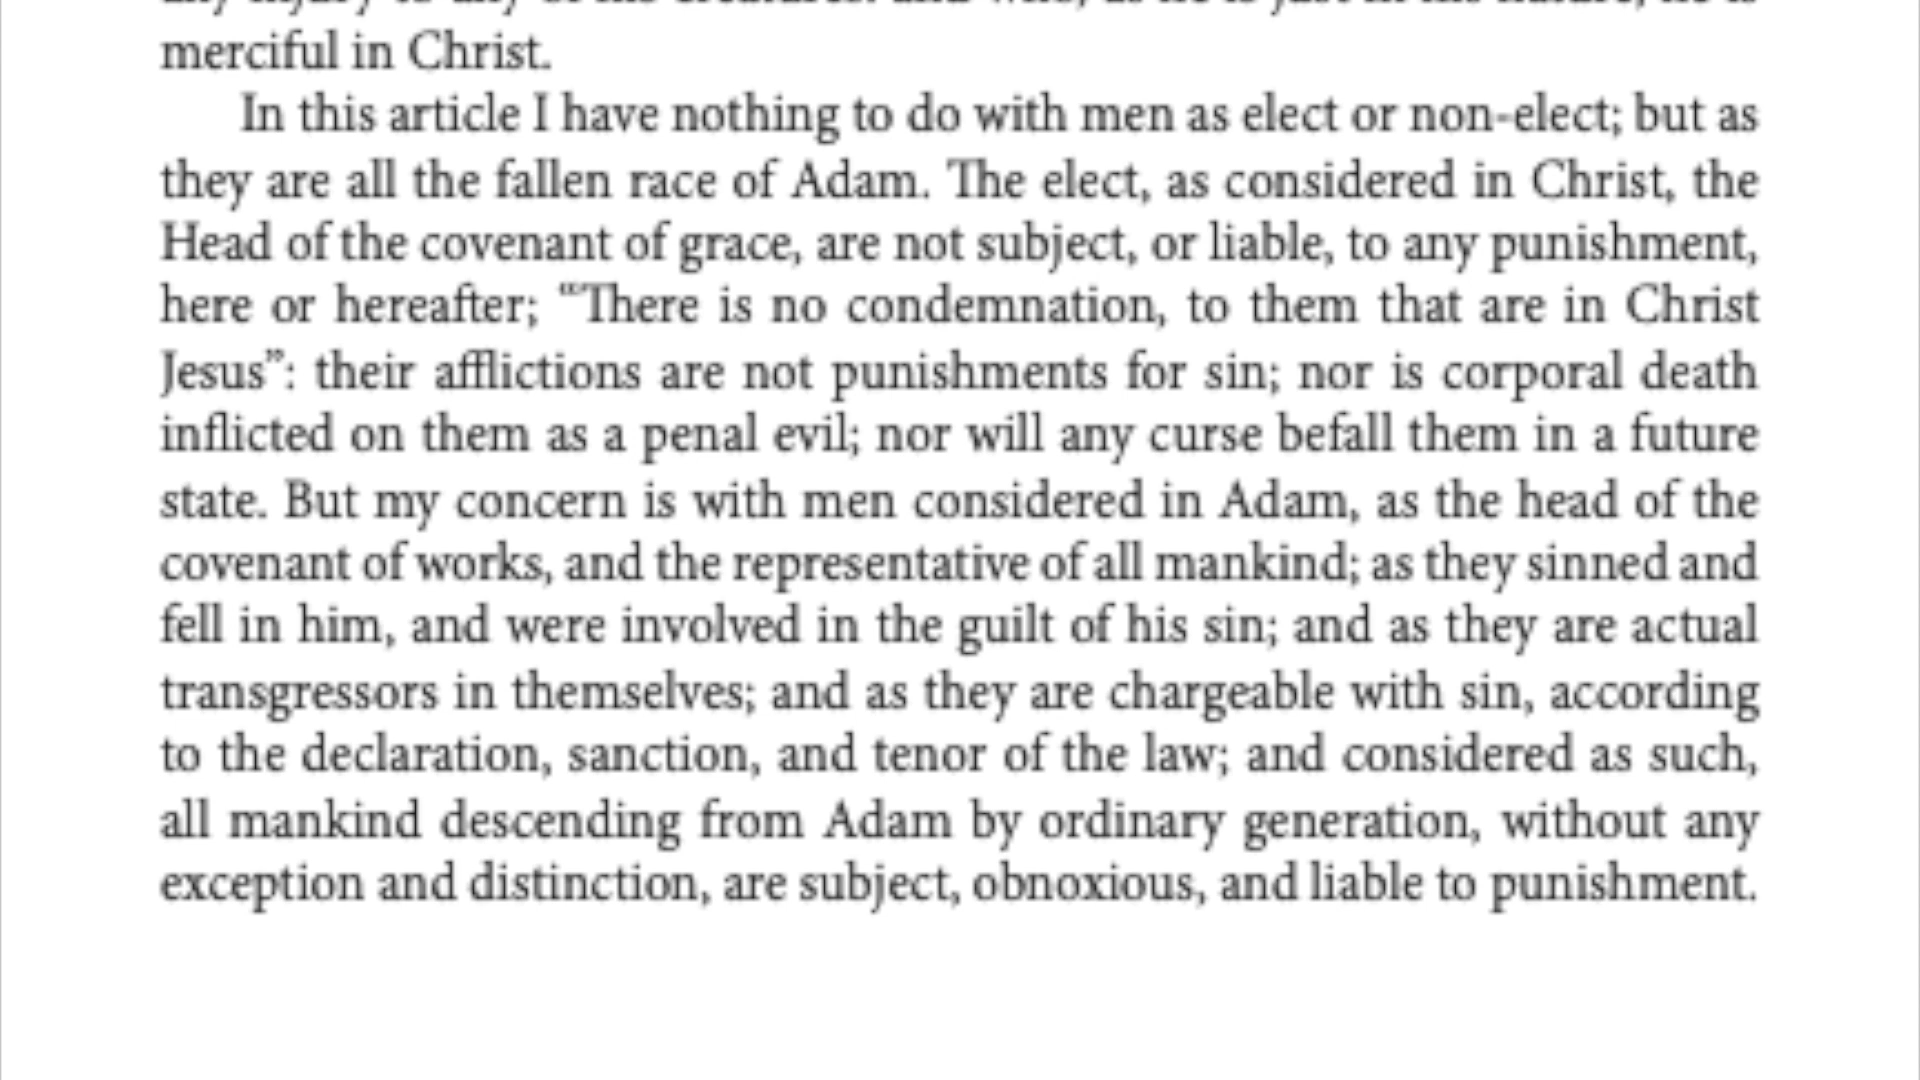 merciful in Christ.
In this article I have nothing to do with men as elect or non-elect; but as
they are all the fallen race of Adam. The elect, as considered in Christ, the
Head of the covenant of grace, are not subject, or liable, to any punishment,
here or hereafter; “There is no condemnation, to them that are in Christ
Jesus”: their afflictions are not punishments for sin; nor is corporal death
inflicted on them as a penal evil; nor will any curse befall them in a future
state. But my concern is with men considered in Adam, as the head of the
covenant of works, and the representative of all mankind; as they sinned and
fell in him, and were involved in the guilt of his sin; and as they are actual
transgressors in themselves; and as they are chargeable with sin, according
to the declaration, sanction, and tenor of the law; and considered as such,
all mankind descending from Adam by ordinary generation, without any
exception and distinction, are subject, obnoxious, and liable to punishment.